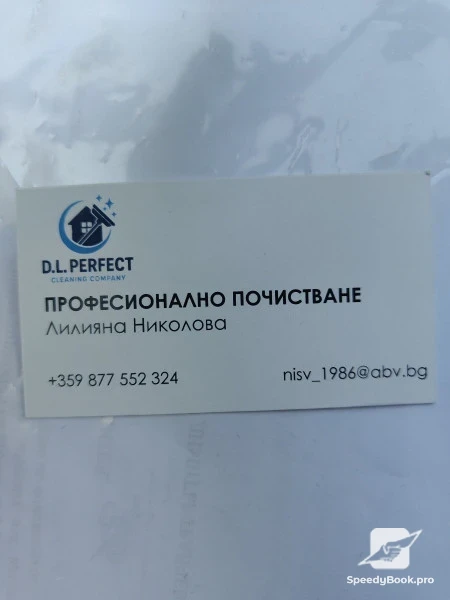 D.L. PERFECT
CLEANING COMPANY
ПРОФЕСИОНАЛНО ПОЧИСТВАНЕ
Лилияна Николова
+359 877 552 324
nisv_1986@abv.bg
SpeedyBook.pro